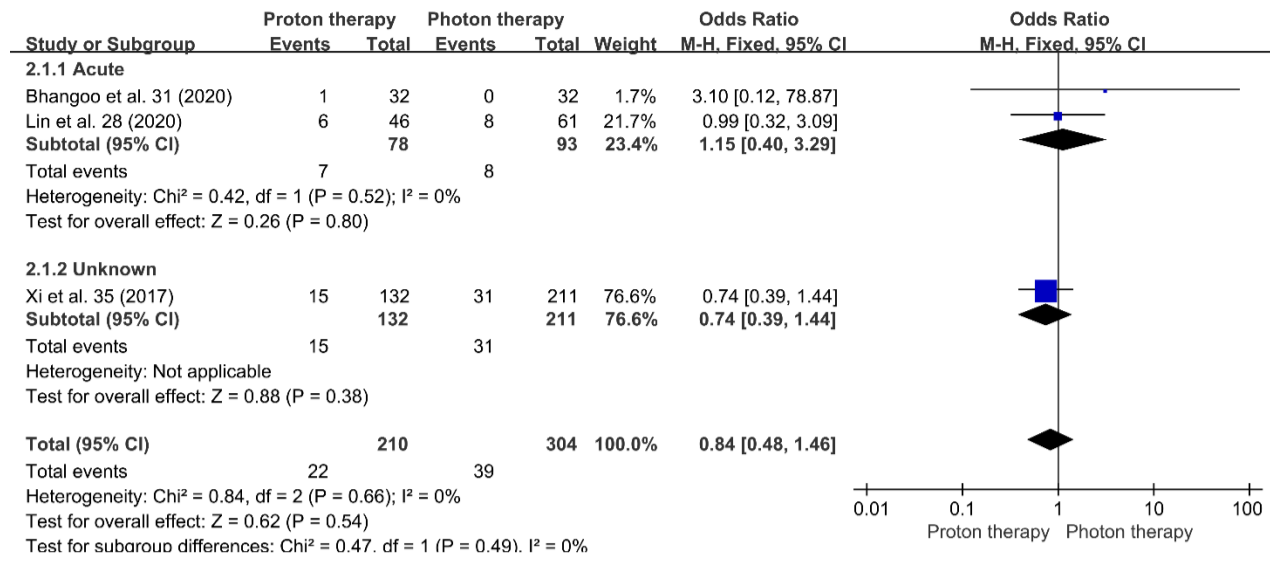 Proton therapy Photon therapy Odds Ratio Odds Ratio
Study or Subgroup Events Total Events Total Weight M-H, Fixed, 95% CI M-H, Fixed, 95% CI
2.1.1 Acute
Bhangoo et al. 31 (2020) 1 32 0 32 1.7% 3.10 [0.12, 78.87]
Lin et al. 28 (2020) 6 46 8 61 21.7% 0.99 [0.32, 3.09]
Subtotal (95% CI) 78 93 23.4% 1.15 [0.40, 3.29]
Total events 7 8
Heterogeneity: Chi² = 0.42, df = 1 (P = 0.52); I² = 0%
Test for overall effect: Z = 0.26 (P = 0.80)
2.1.2 Unknown
Xi et al. 35 (2017) 15 132 31 211 76.6% 0.74 [0.39, 1.44]
Subtotal (95% CI) 132 211 76.6% 0.74 [0.39, 1.44]
Total events 15 31
Heterogeneity: Not applicable
Test for overall effect: Z = 0.88 (P = 0.38)
Total (95% CI) 210 304 100.0% 0.84 [0.48, 1.46]
Total events 22 39
Heterogeneity: Chi² = 0.84, df = 2 (P = 0.66); I² = 0%
Test for overall effect: Z = 0.62 (P = 0.54)
Test for subgroup differences: Chi² = 0.47, df = 1 (P = 0.49), I² = 0%
0.01 0.1 1 10 100
Proton therapy Photon therapy